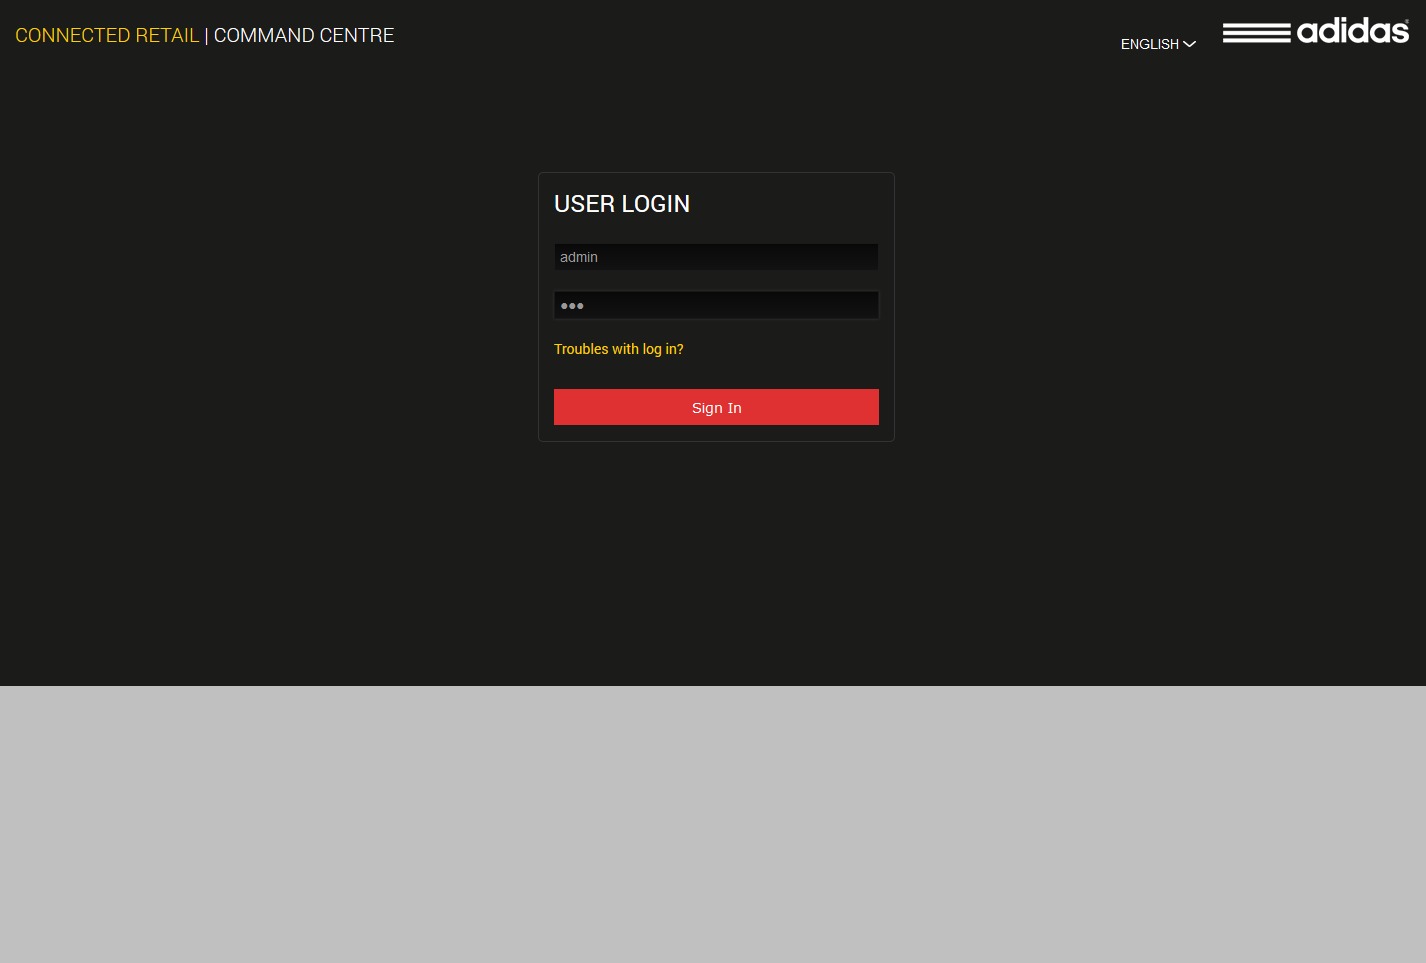 CONNECTED RETAIL | COMMAND CENTRE
ENGLISH
adidas
USER LOGIN
admin
•••
Troubles with log in?
Sign In